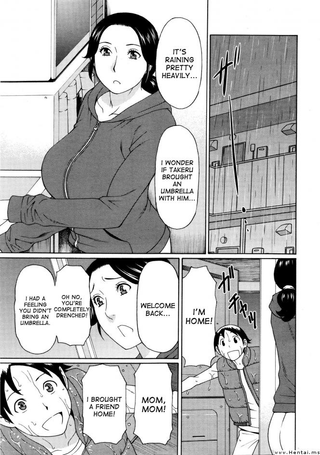 IT'S
RAINING
PRETTY
HEAVILY...
I WONDER
IF TAKERU
BROUGHT
AN
UMBRELLA
WITH HIM...
I'M
HOME!
WELCOME
BACK...
OH NO,
YOU'RE
COMPLETELY
DRENCHED!
I HAD A
FEELING
YOU DIDN'T
BRING AN
UMBRELLA.
MOM,
MOM!
I
BROUGHT
A FRIEND
HOME!
www.Hentai.ms